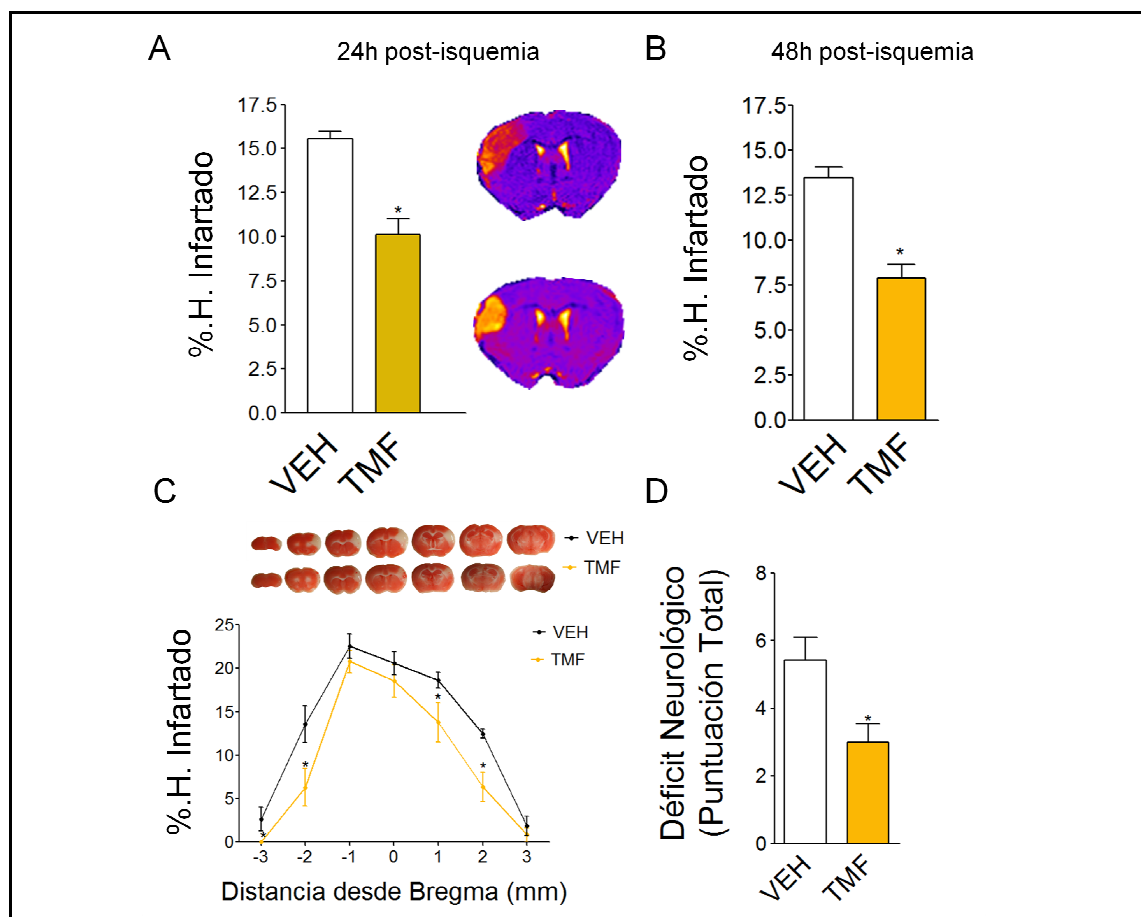 A
24h post-isquemia
B
48h post-isquemia
%.H. Infartado
17.5
15.0
12.5
10.0
7.5
5.0
2.5
0.0
*
VEH
TMF
%.H. Infartado
17.5
15.0
12.5
10.0
7.5
5.0
2.5
0.0
*
VEH
TMF
C
VEH
TMF
%.H. Infartado
25
20
15
10
5
0
VEH
TMF
*
*
*
*
-3 -2 -1 0 1 2 3
Distancia desde Bregma (mm)
D
Déficit Neurológico
(Puntuación Total)
8
6
4
2
0
*
VEH
TMF